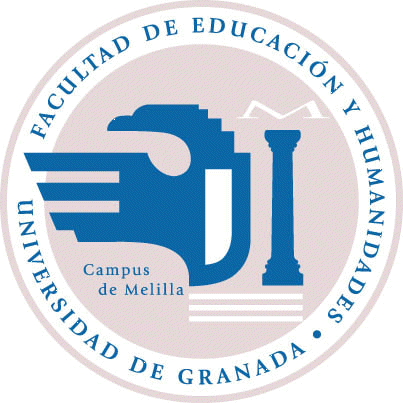 FACULTAD DE EDUCACIÓN Y HUMANIDADES •
UNIVERSIDAD DE GRANADA
M
Campus
de Melilla